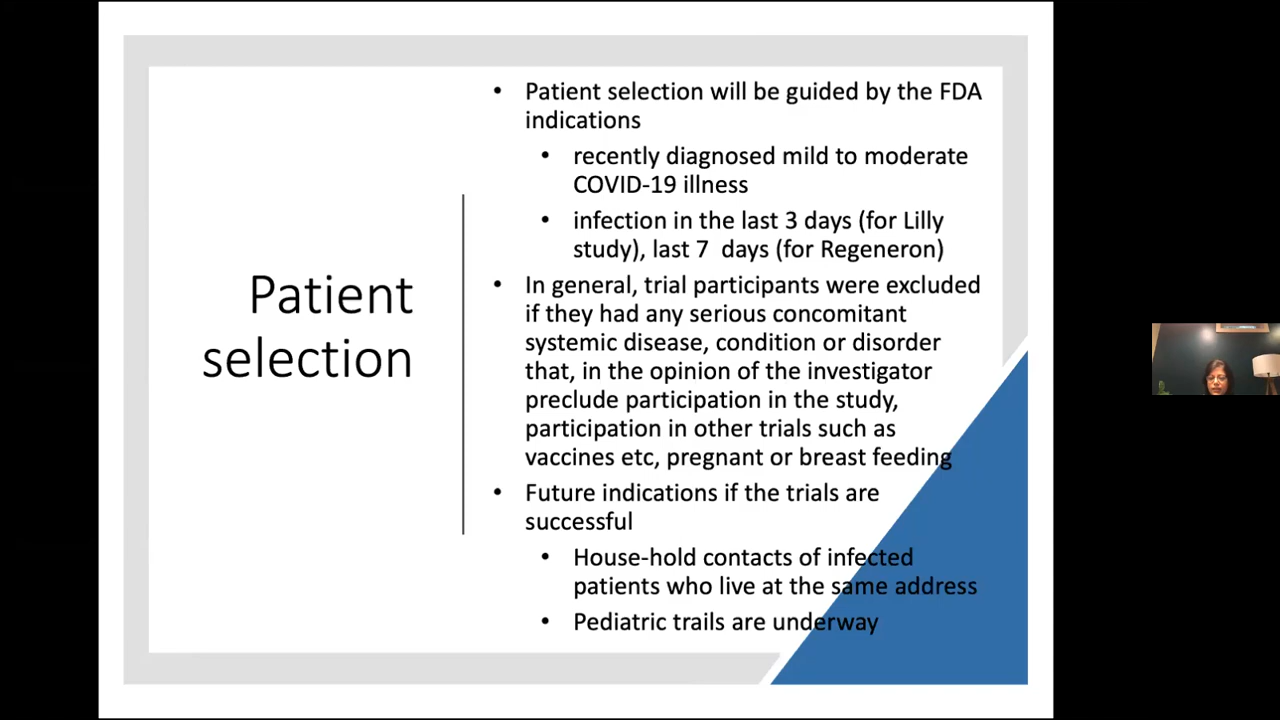 Patient
selection
• Patient selection will be guided by the FDA
indications
• recently diagnosed mild to moderate
COVID-19 illness
• infection in the last 3 days (for Lilly
study), last 7 days (for Regeneron)
• In general, trial participants were excluded
if they had any serious concomitant
systemic disease, condition or disorder
that, in the opinion of the investigator
preclude participation in the study,
participation in other trials such as
vaccines etc, pregnant or breast feeding
• Future indications if the trials are
successful
• House-hold contacts of infected
patients who live at the same address
• Pediatric trails are underway